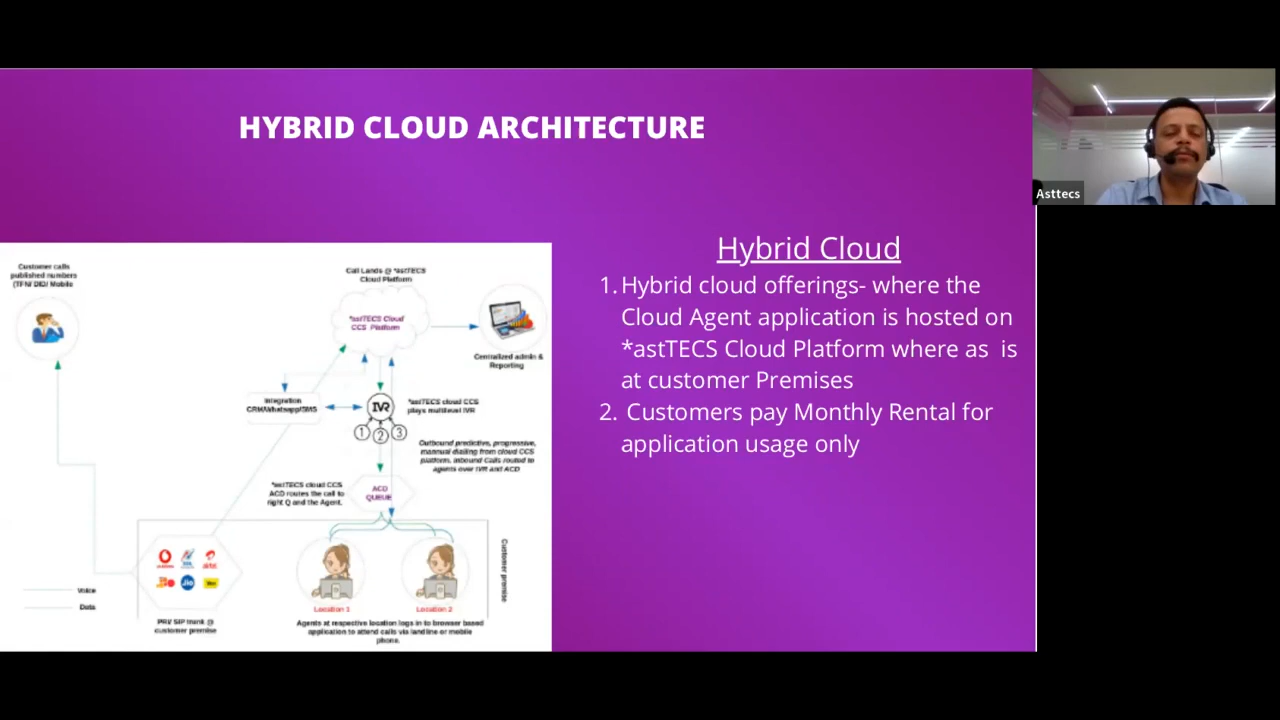 HYBRID CLOUD ARCHITECTURE
Asttecs
Customer calls
published numbers
(TFN/ DID/ Mobile
Call Lands @ *astTECS
Cloud Platform
*astTECS Cloud
CCS Platform
Centralized admin &
Reporting
Integration
CRM/Whatsapp/SMS
IVR
*astTECS cloud CCS
plays multilevel IVR
1 2 3
Outbound predictive, progressive,
mannual dialling from cloud CCS
platform, inbound Calls routed to
agents over IVR and ACD
*astTECS cloud CCS
ACD routes the call to
right Q and the Agent.
ACD
QUEUE
Customer premise
Jio
Location 1
Location 2
Voice
Data
PRI/ SIP trunk @
customer premise
Agents at respective location logs in to browser based
application to attend calls via landline or mobile
phone.
Hybrid Cloud
1. Hybrid cloud offerings- where the
Cloud Agent application is hosted on
*astTECS Cloud Platform where as is
at customer Premises
2. Customers pay Monthly Rental for
application usage only